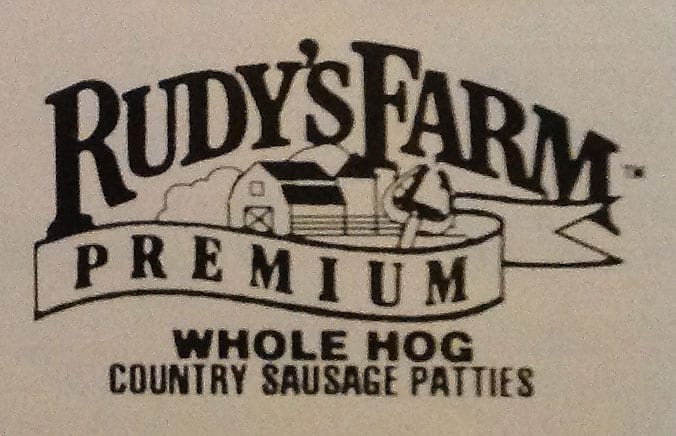 RUDY'S FARM
PREMIUM
WHOLE HOG
COUNTRY SAUSAGE PATTIES